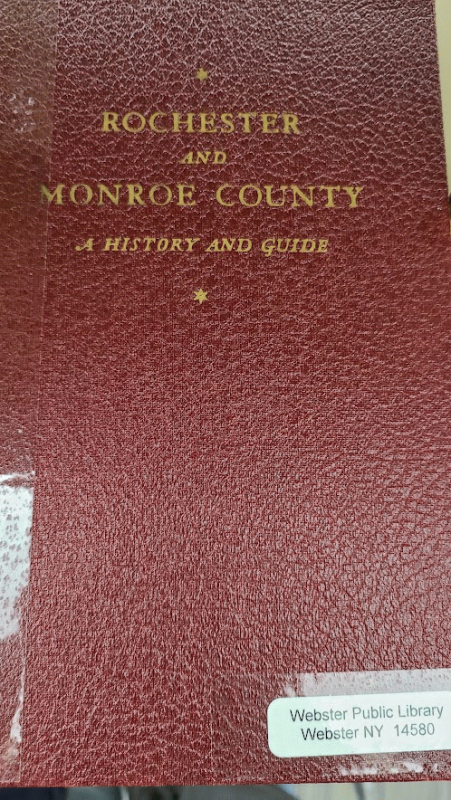 ROCHESTER
AND
MONROE COUNTY
A HISTORY AND GUIDE
Webster Public Library
Webster NY 14580